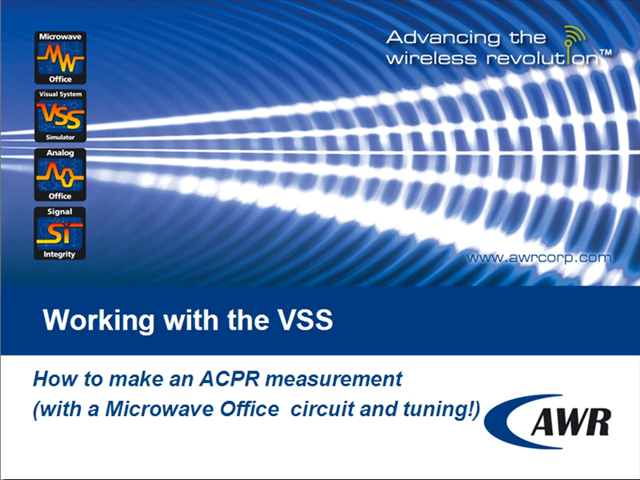 Microwave
MW
Office
Visual System
VSS
Simulator
Analog
AO
Office
Signal
SI
Integrity
Advancing the
wireless revolution™
www.awrcorp.com
Working with the VSS
How to make an ACPR measurement
(with a Microwave Office circuit and tuning!)
AWR